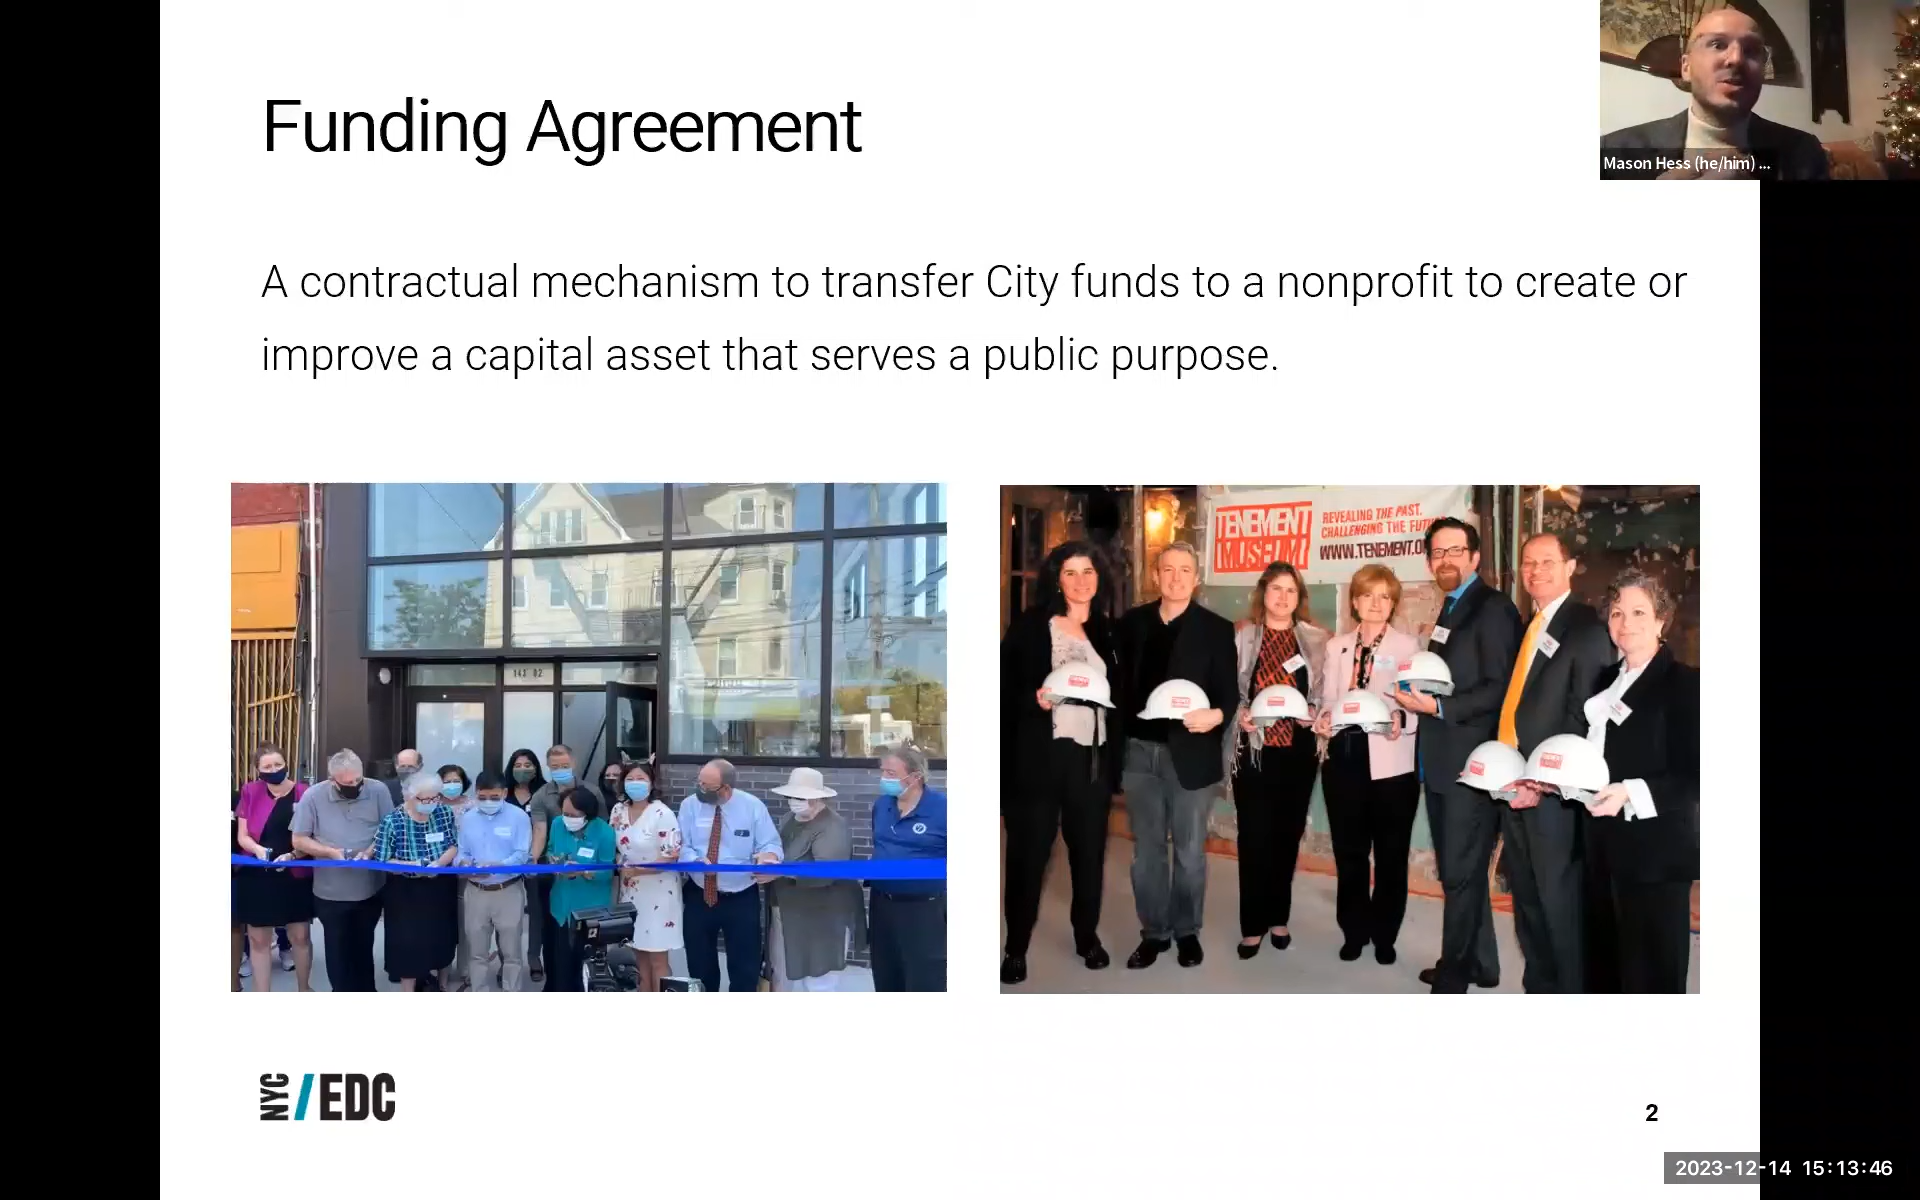 Funding Agreement
Mason Hess (he/him) ...
A contractual mechanism to transfer City funds to a nonprofit to create or
improve a capital asset that serves a public purpose.
143 02
TENEMENT
MUSEUM
REVEALING THE PAST.
CHALLENGING THE
WWW.TENEMENT.
NYC / EDC
2
2023-12-14 15:13:46